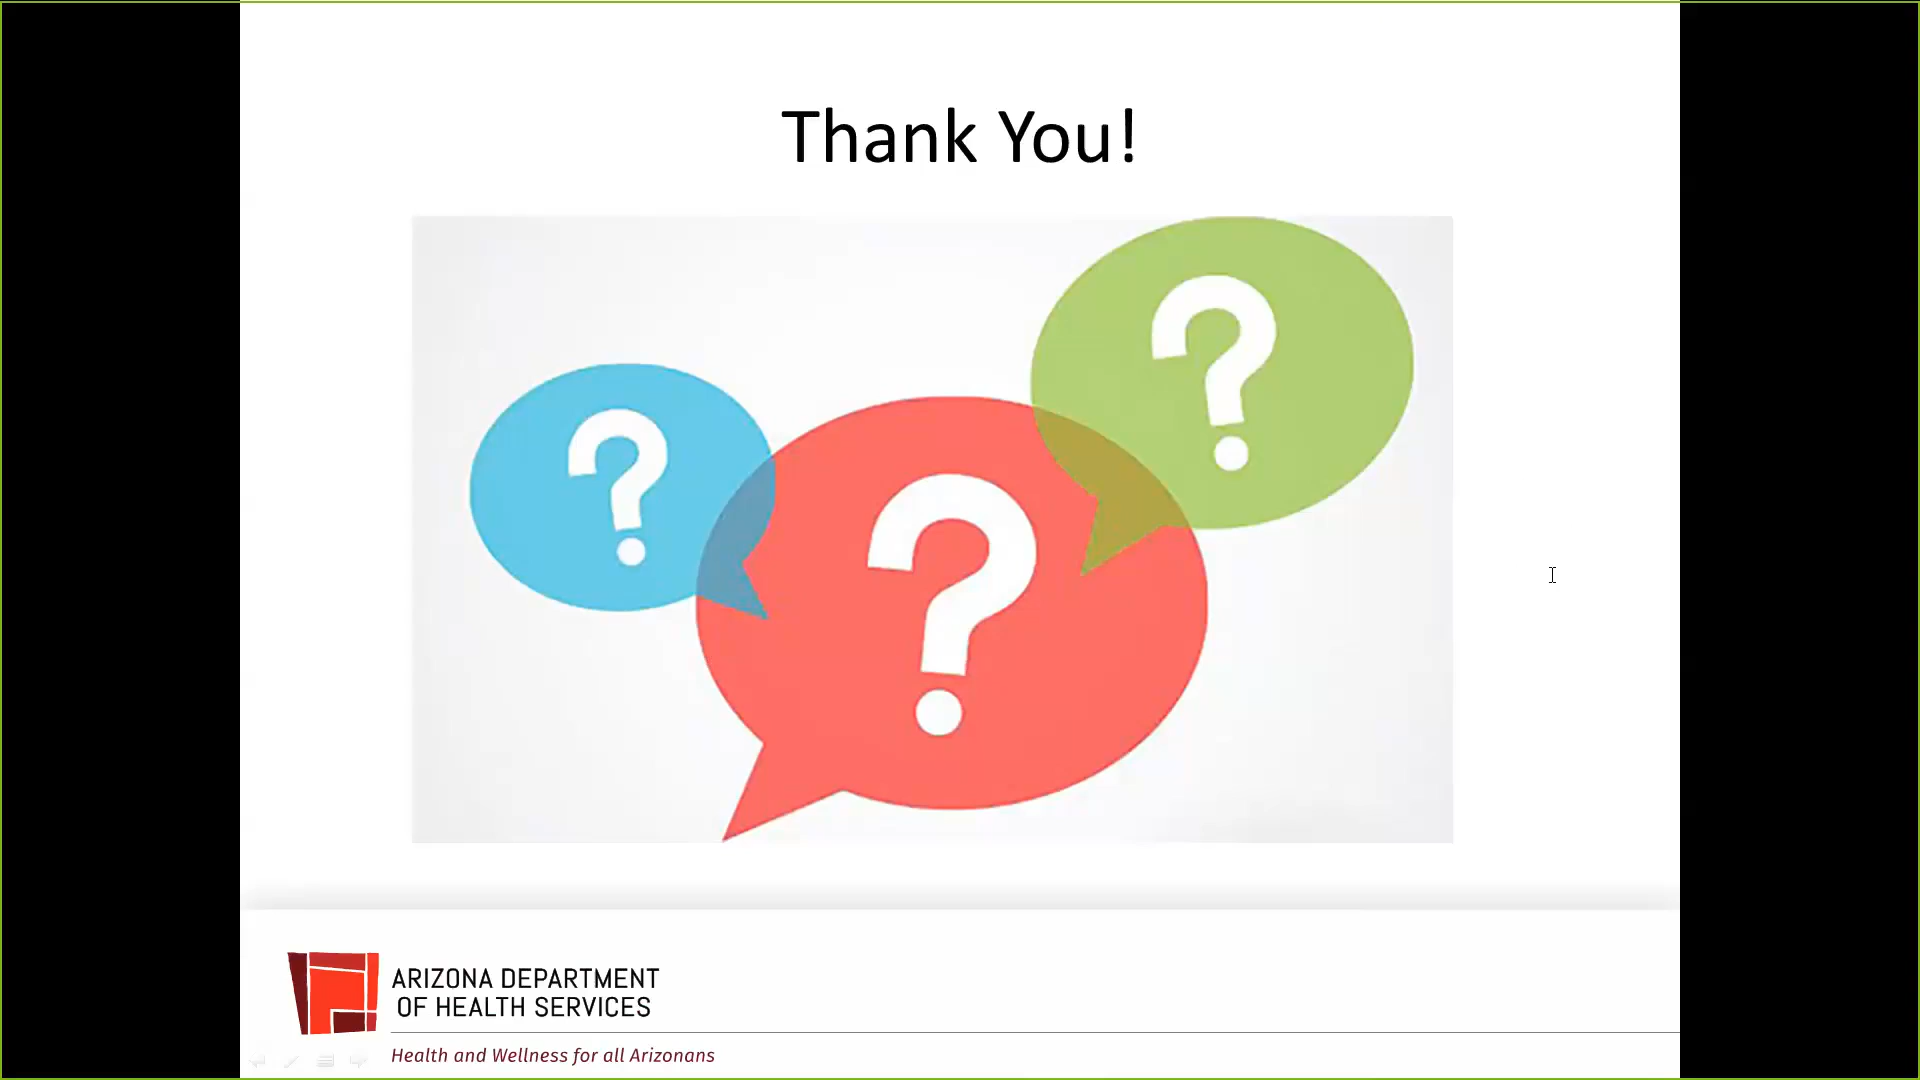 Thank You!
?
?
?
ARIZONA DEPARTMENT
OF HEALTH SERVICES
Health and Wellness for all Arizonans